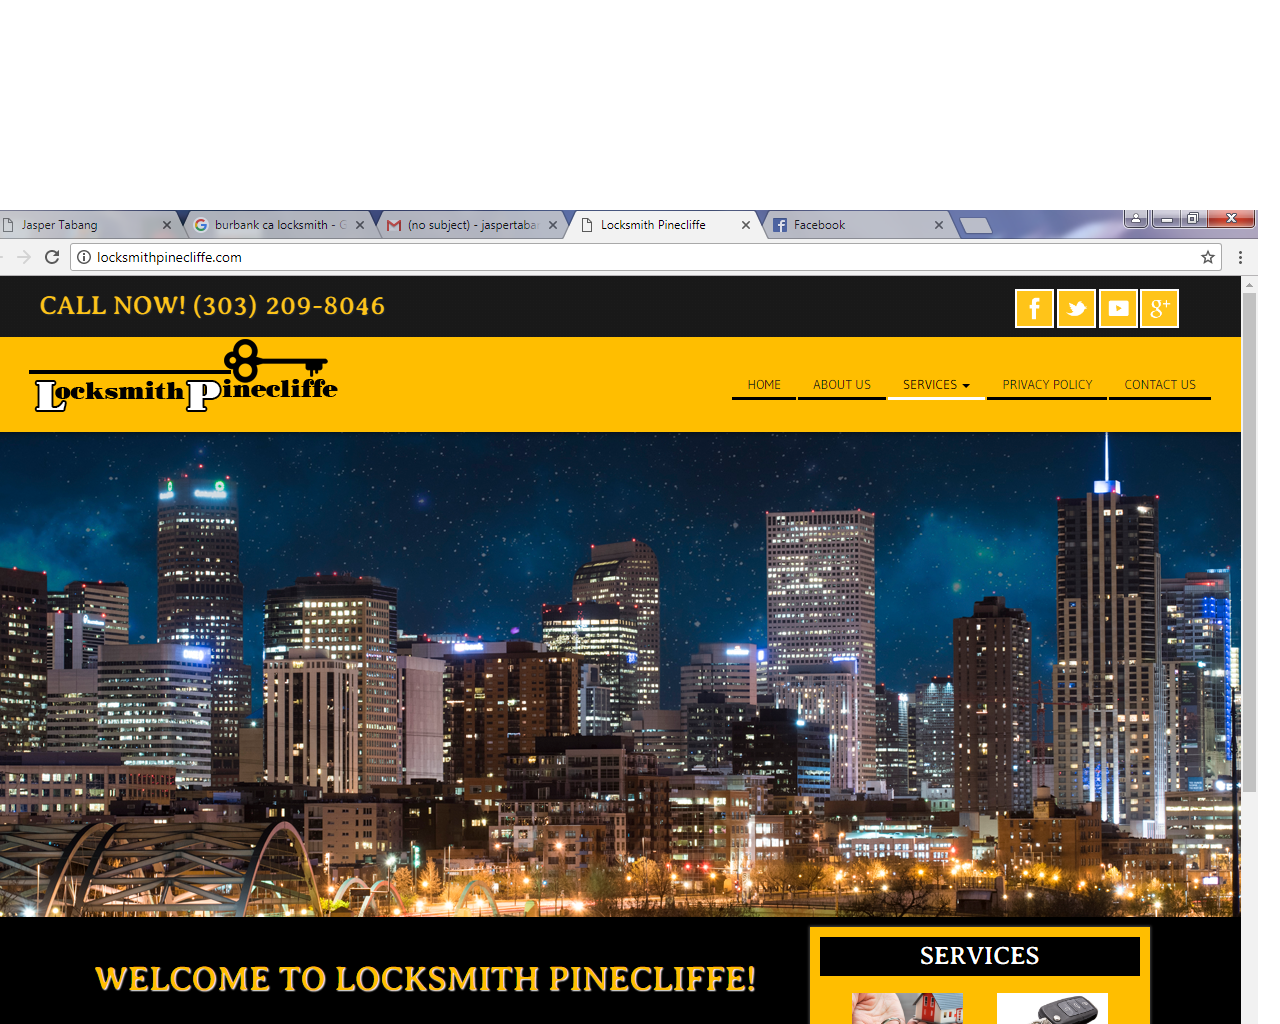 Jasper Tabang
burbank ca locksmith - G
(no subject) - jaspertaba
Locksmith Pinecliffe
Facebook
locksmithpinecliffe.com
CALL NOW! (303) 209-8046
Locksmith Pinecliffe
HOME
ABOUT US
SERVICES
PRIVACY POLICY
CONTACT US
WELCOME TO LOCKSMITH PINECLIFFE!
SERVICES